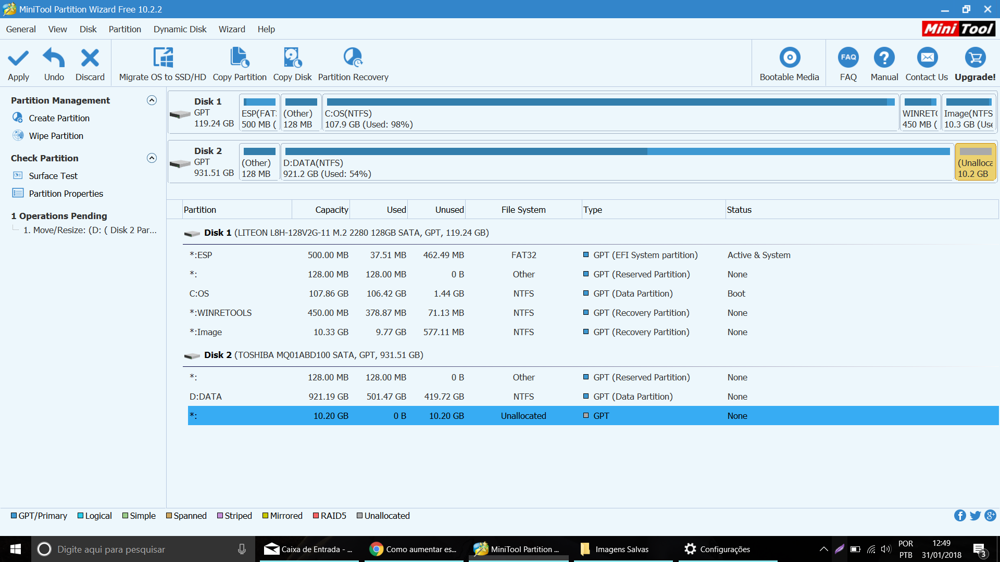 MiniTool Partition Wizard Free 10.2.2
General View Disk Partition Dynamic Disk Wizard Help
Mini Tool
Apply Undo Discard Migrate OS to SSD/HD Copy Partition Copy Disk Partition Recovery Bootable Media FAQ FAQ Manual Contact Us Upgrade!
Partition Management
Create Partition
Wipe Partition
Check Partition
Surface Test
Partition Properties
1 Operations Pending
1. Move/Resize: (D: ( Disk 2 Par...
Disk 1
GPT
119.24 GB
ESP(FAT:
500 MB (
(Other)
128 MB
C:OS(NTFS)
107.9 GB (Used: 98%)
WINRETO
450 MB (
Image(NTFS
10.3 GB (Use
Disk 2
GPT
931.51 GB
(Other)
128 MB
D:DATA(NTFS)
921.2 GB (Used: 54%)
(Unalloca
10.2 GB
Partition Capacity Used Unused File System Type Status
Disk 1 (LITEON L8H-128V2G-11 M.2 2280 128GB SATA, GPT, 119.24 GB)
*:ESP 500.00 MB 37.51 MB 462.49 MB FAT32 GPT (EFI System partition) Active & System
*: 128.00 MB 128.00 MB 0 B Other GPT (Reserved Partition) None
C:OS 107.86 GB 106.42 GB 1.44 GB NTFS GPT (Data Partition) Boot
*:WINRETOOLS 450.00 MB 378.87 MB 71.13 MB NTFS GPT (Recovery Partition) None
*:Image 10.33 GB 9.77 GB 577.11 MB NTFS GPT (Recovery Partition) None
Disk 2 (TOSHIBA MQ01ABD100 SATA, GPT, 931.51 GB)
*: 128.00 MB 128.00 MB 0 B Other GPT (Reserved Partition) None
D:DATA 921.19 GB 501.47 GB 419.72 GB NTFS GPT (Data Partition) None
*: 10.20 GB 0 B 10.20 GB Unallocated GPT None
GPT/Primary Logical Simple Spanned Striped Mirrored RAID5 Unallocated
Digite aqui para pesquisar
Caixa de Entrada - ...
Como aumentar es...
MiniTool Partition ...
Imagens Salvas
Configurações
POR
PTB
12:49
31/01/2018
3